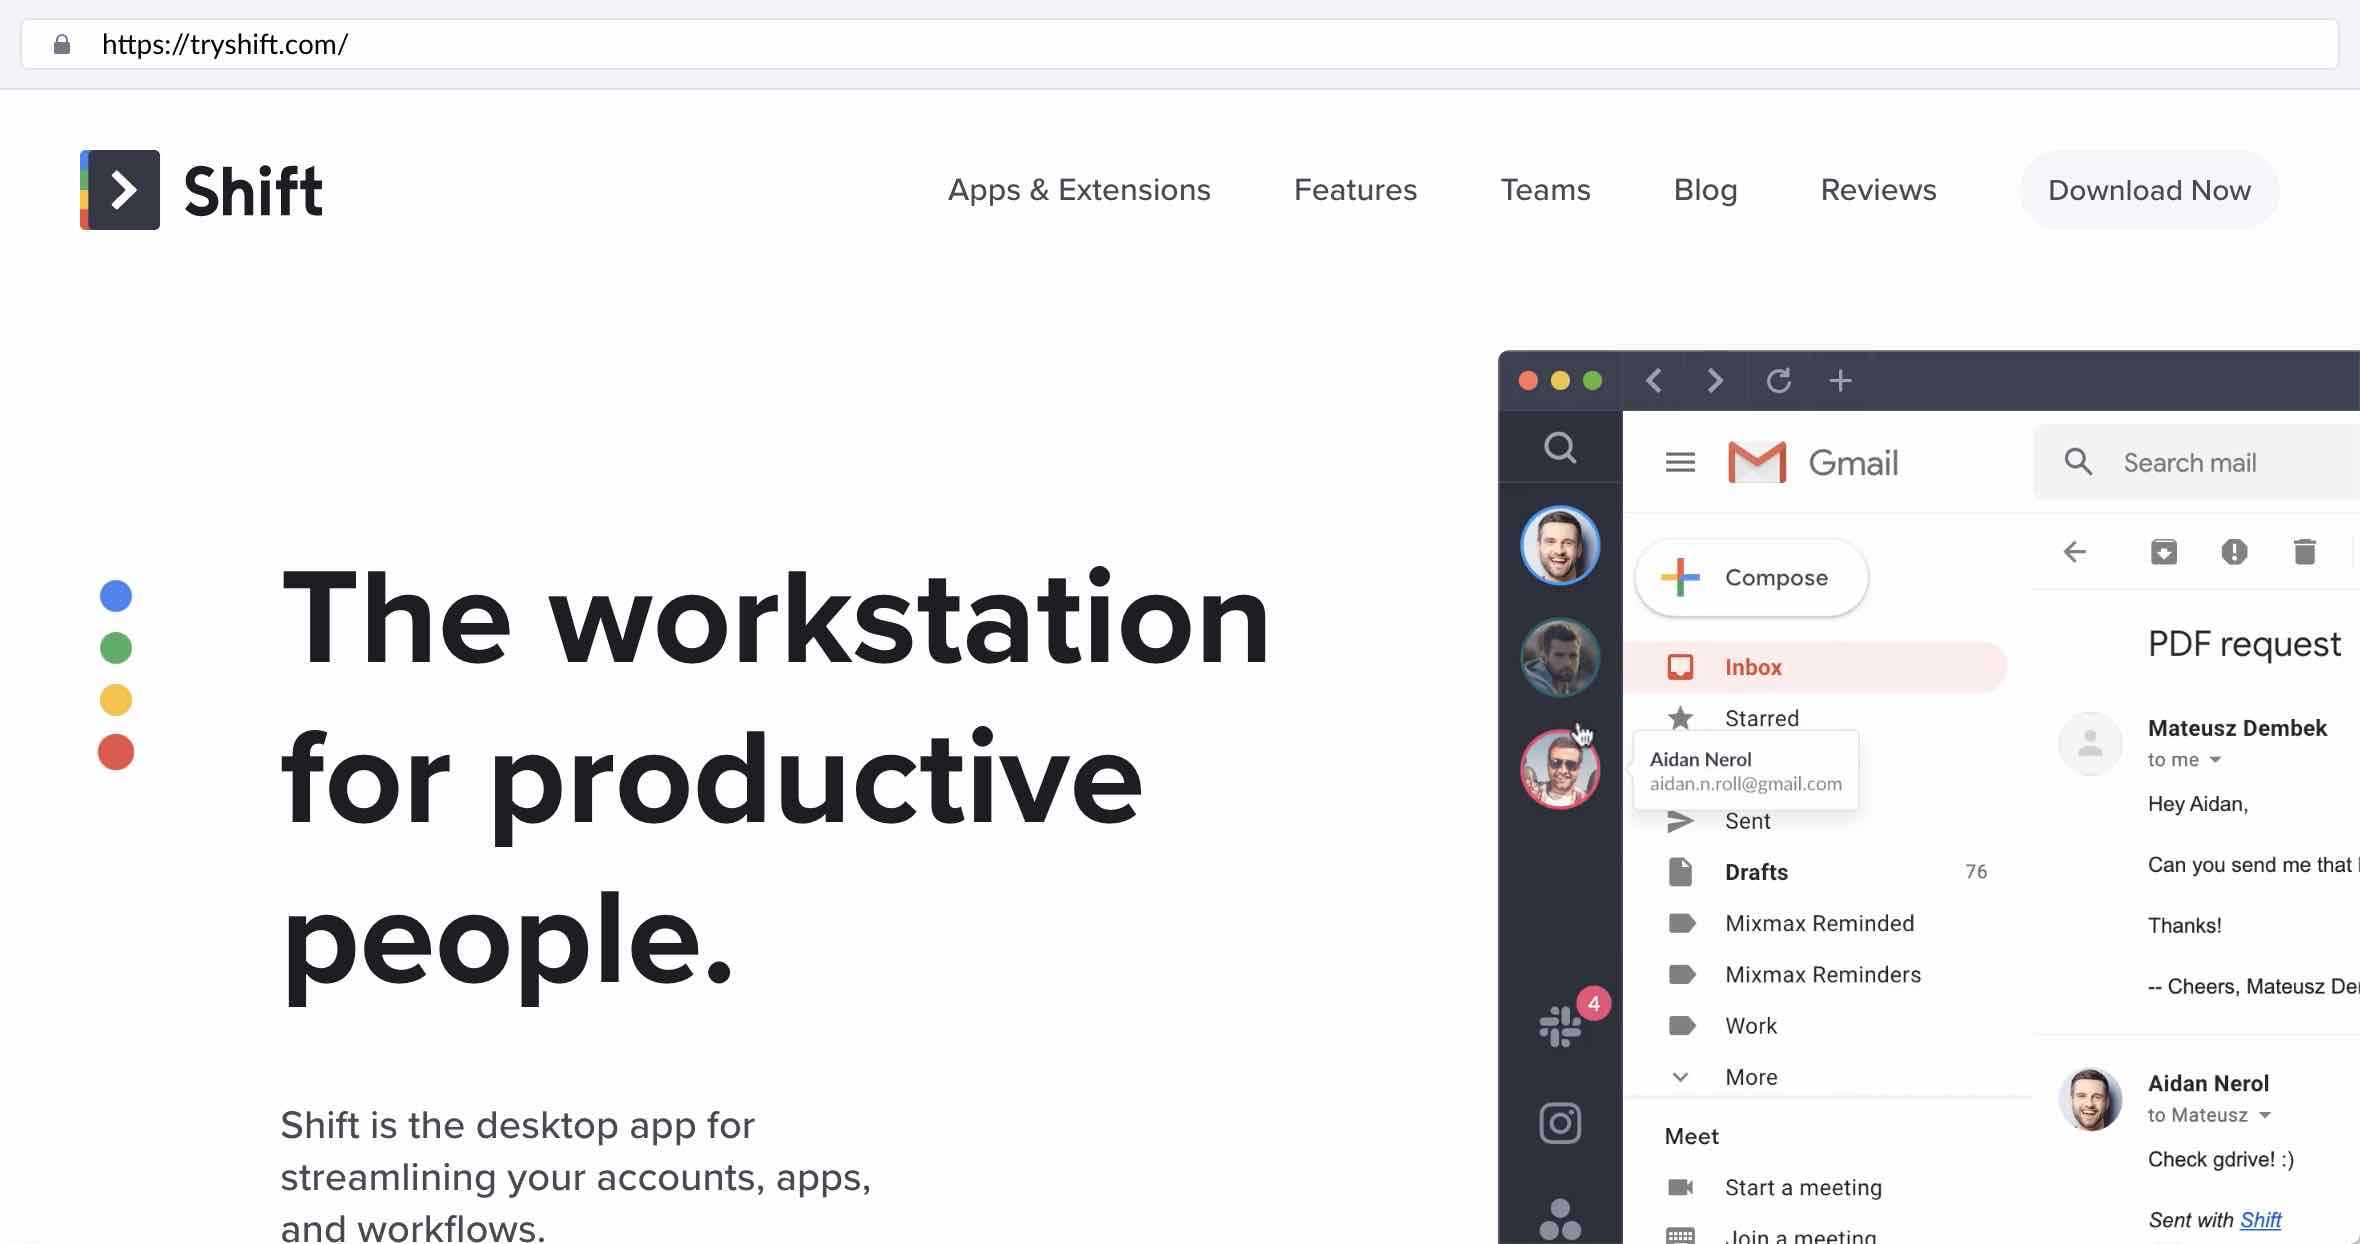 https://tryshift.com/
Shift
Apps & Extensions
Features
Teams
Blog
Reviews
Download Now
The workstation
for productive
people.
Shift is the desktop app for
streamlining your accounts, apps,
and workflows.
Gmail
Search mail
Compose
Inbox
Starred
Aidan Nerol
aidan.n.roll@gmail.com
Sent
Drafts 76
Mixmax Reminded
Mixmax Reminders
Work
More
4
Meet
Start a meeting
Join a meeting
PDF request
Mateusz Dembek
to me
Hey Aidan,
Can you send me that
Thanks!
-- Cheers, Mateusz
Aidan Nerol
to Mateusz
Check gdrive! :)
Sent with Shift